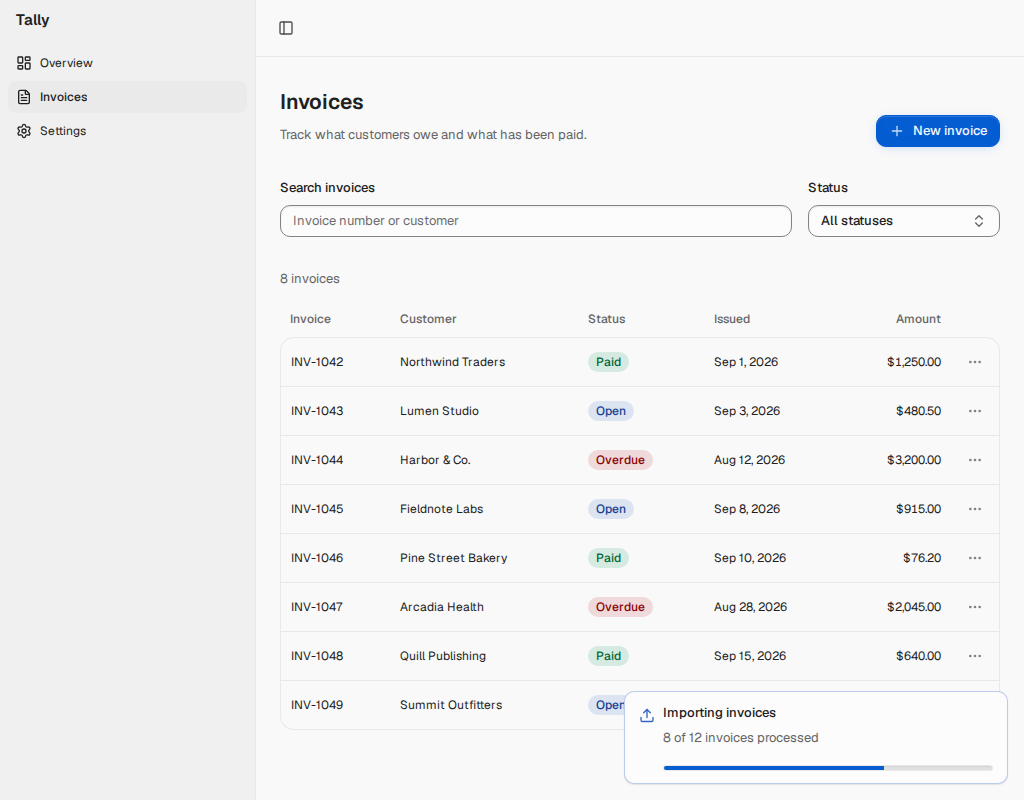 Tally
Overview
Invoices
Settings
Invoices
Track what customers owe and what has been paid.
New invoice
Search invoices
Status
Invoice number or customer
All statuses
8 invoices
Invoice Customer Status Issued Amount
INV-1042 Northwind Traders Paid Sep 1, 2026 $1,250.00
INV-1043 Lumen Studio Open Sep 3, 2026 $480.50
INV-1044 Harbor & Co. Overdue Aug 12, 2026 $3,200.00
INV-1045 Fieldnote Labs Open Sep 8, 2026 $915.00
INV-1046 Pine Street Bakery Paid Sep 10, 2026 $76.20
INV-1047 Arcadia Health Overdue Aug 28, 2026 $2,045.00
INV-1048 Quill Publishing Paid Sep 15, 2026 $640.00
INV-1049 Summit Outfitters Open
Importing invoices
8 of 12 invoices processed